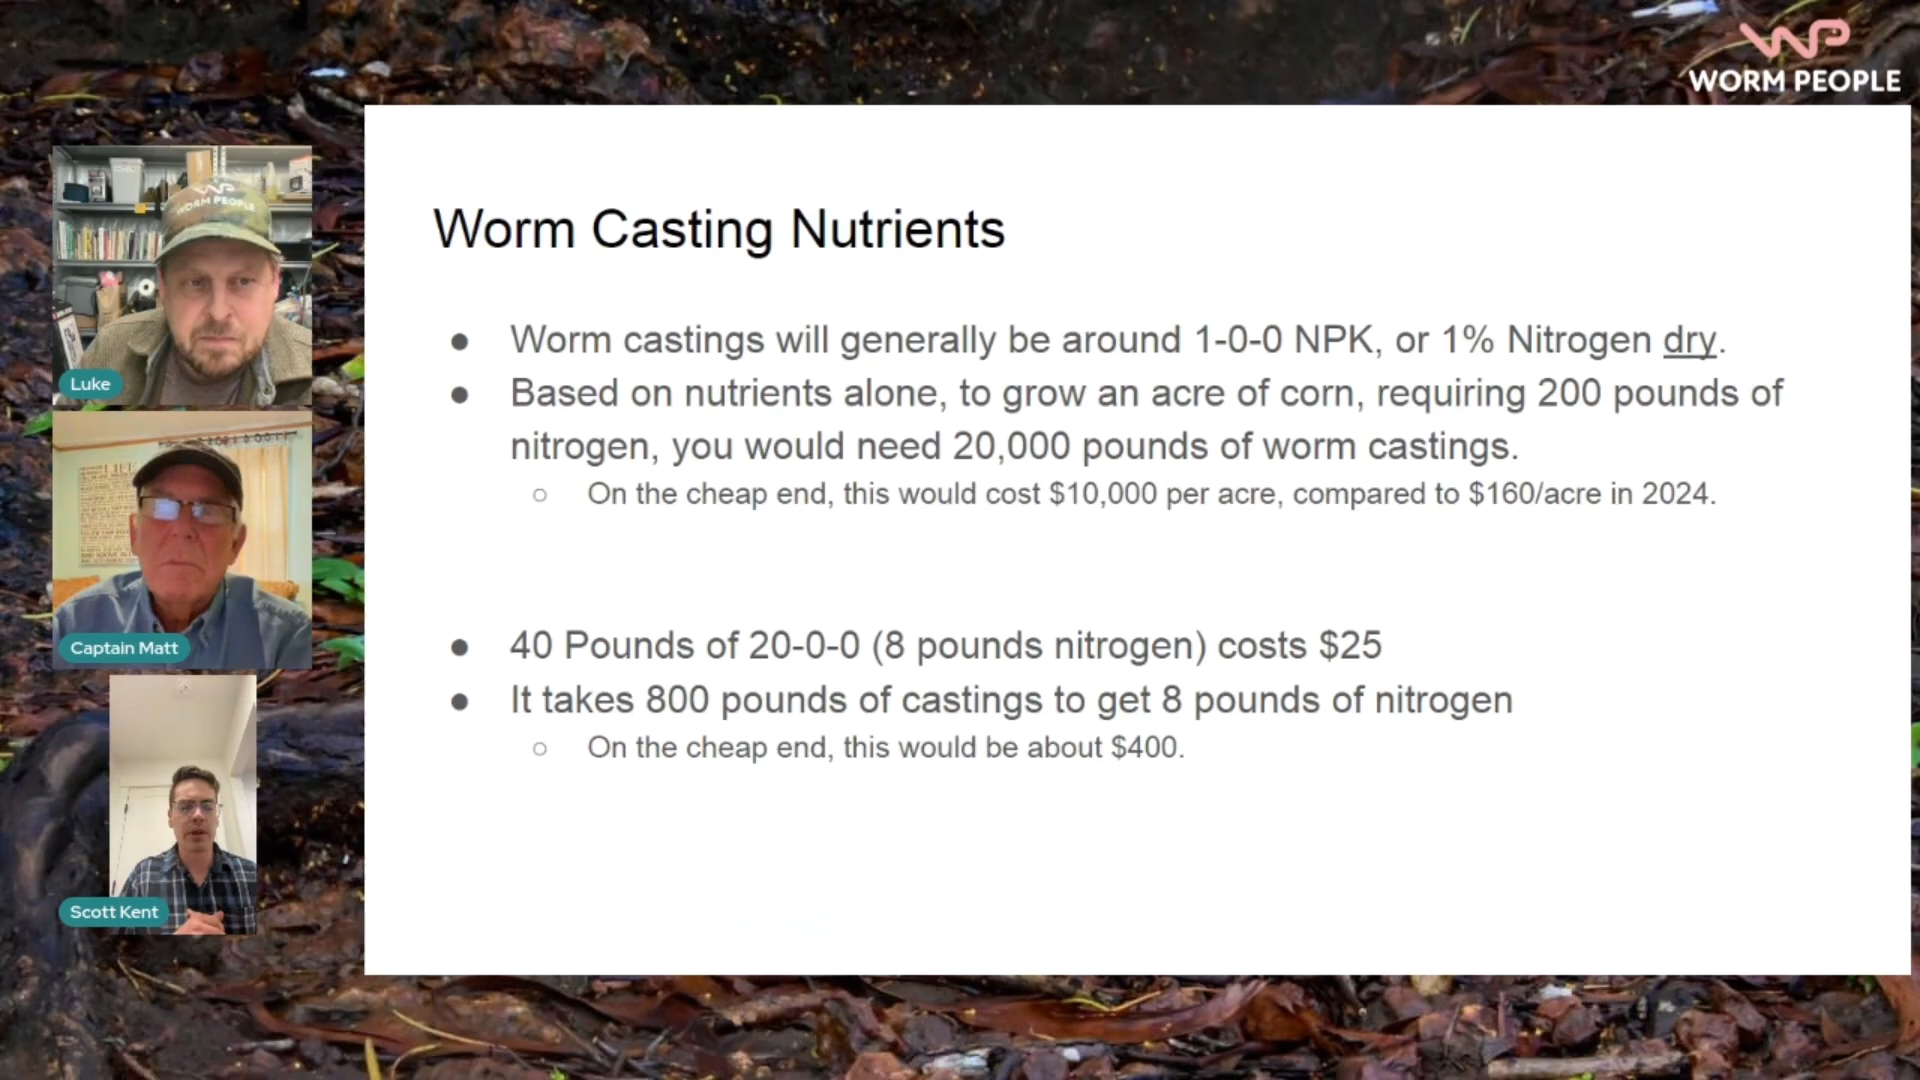 WP
WORM PEOPLE
WORM PEOPLE
Luke
LIFE
Captain Matt
Scott Kent
Worm Casting Nutrients
● Worm castings will generally be around 1-0-0 NPK, or 1% Nitrogen dry.
● Based on nutrients alone, to grow an acre of corn, requiring 200 pounds of
nitrogen, you would need 20,000 pounds of worm castings.
○ On the cheap end, this would cost $10,000 per acre, compared to $160/acre in 2024.
● 40 Pounds of 20-0-0 (8 pounds nitrogen) costs $25
● It takes 800 pounds of castings to get 8 pounds of nitrogen
○ On the cheap end, this would be about $400.